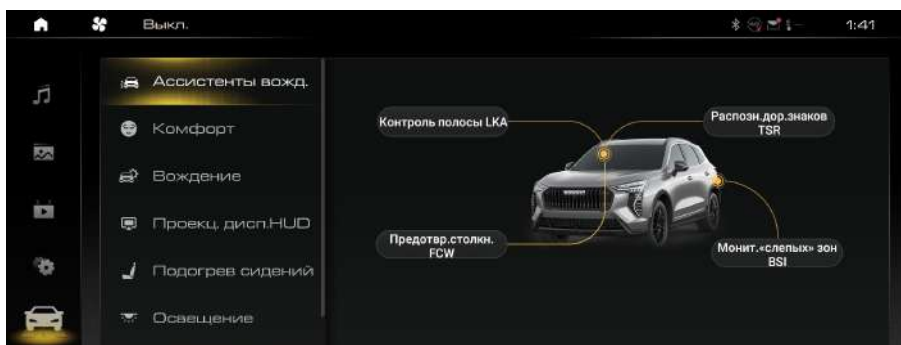 Выкл.
1:41
Ассистенты вожд.
Комфорт
Вождение
Проекц. дисп.HUD
Подогрев сидений
Освещение
Контроль полосы LKA
Распозн.дор.знаков
TSR
Предотвр.столкн.
FCW
Монит.«слепых» зон
BSI